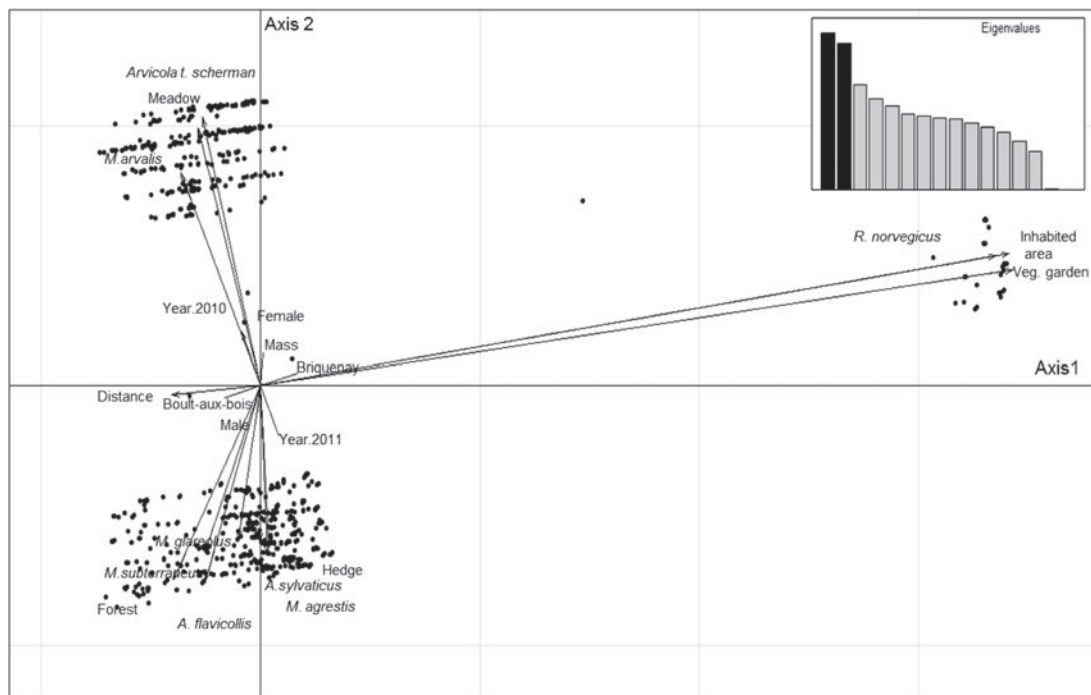 Axis 2
Eigenvalues
Arvicola t. scherman
Meadow
M.arvalis
R. norvegicus
Inhabited
area
Veg. garden
Year.2010
Female
Mass
Briquenay
Axis1
Distance
Boult-aux-bois
Male
Year.2011
M. glareolus
M.subterraneus
Hedge
A.sylvaticus
Forest
M. agrestis
A. flavicollis